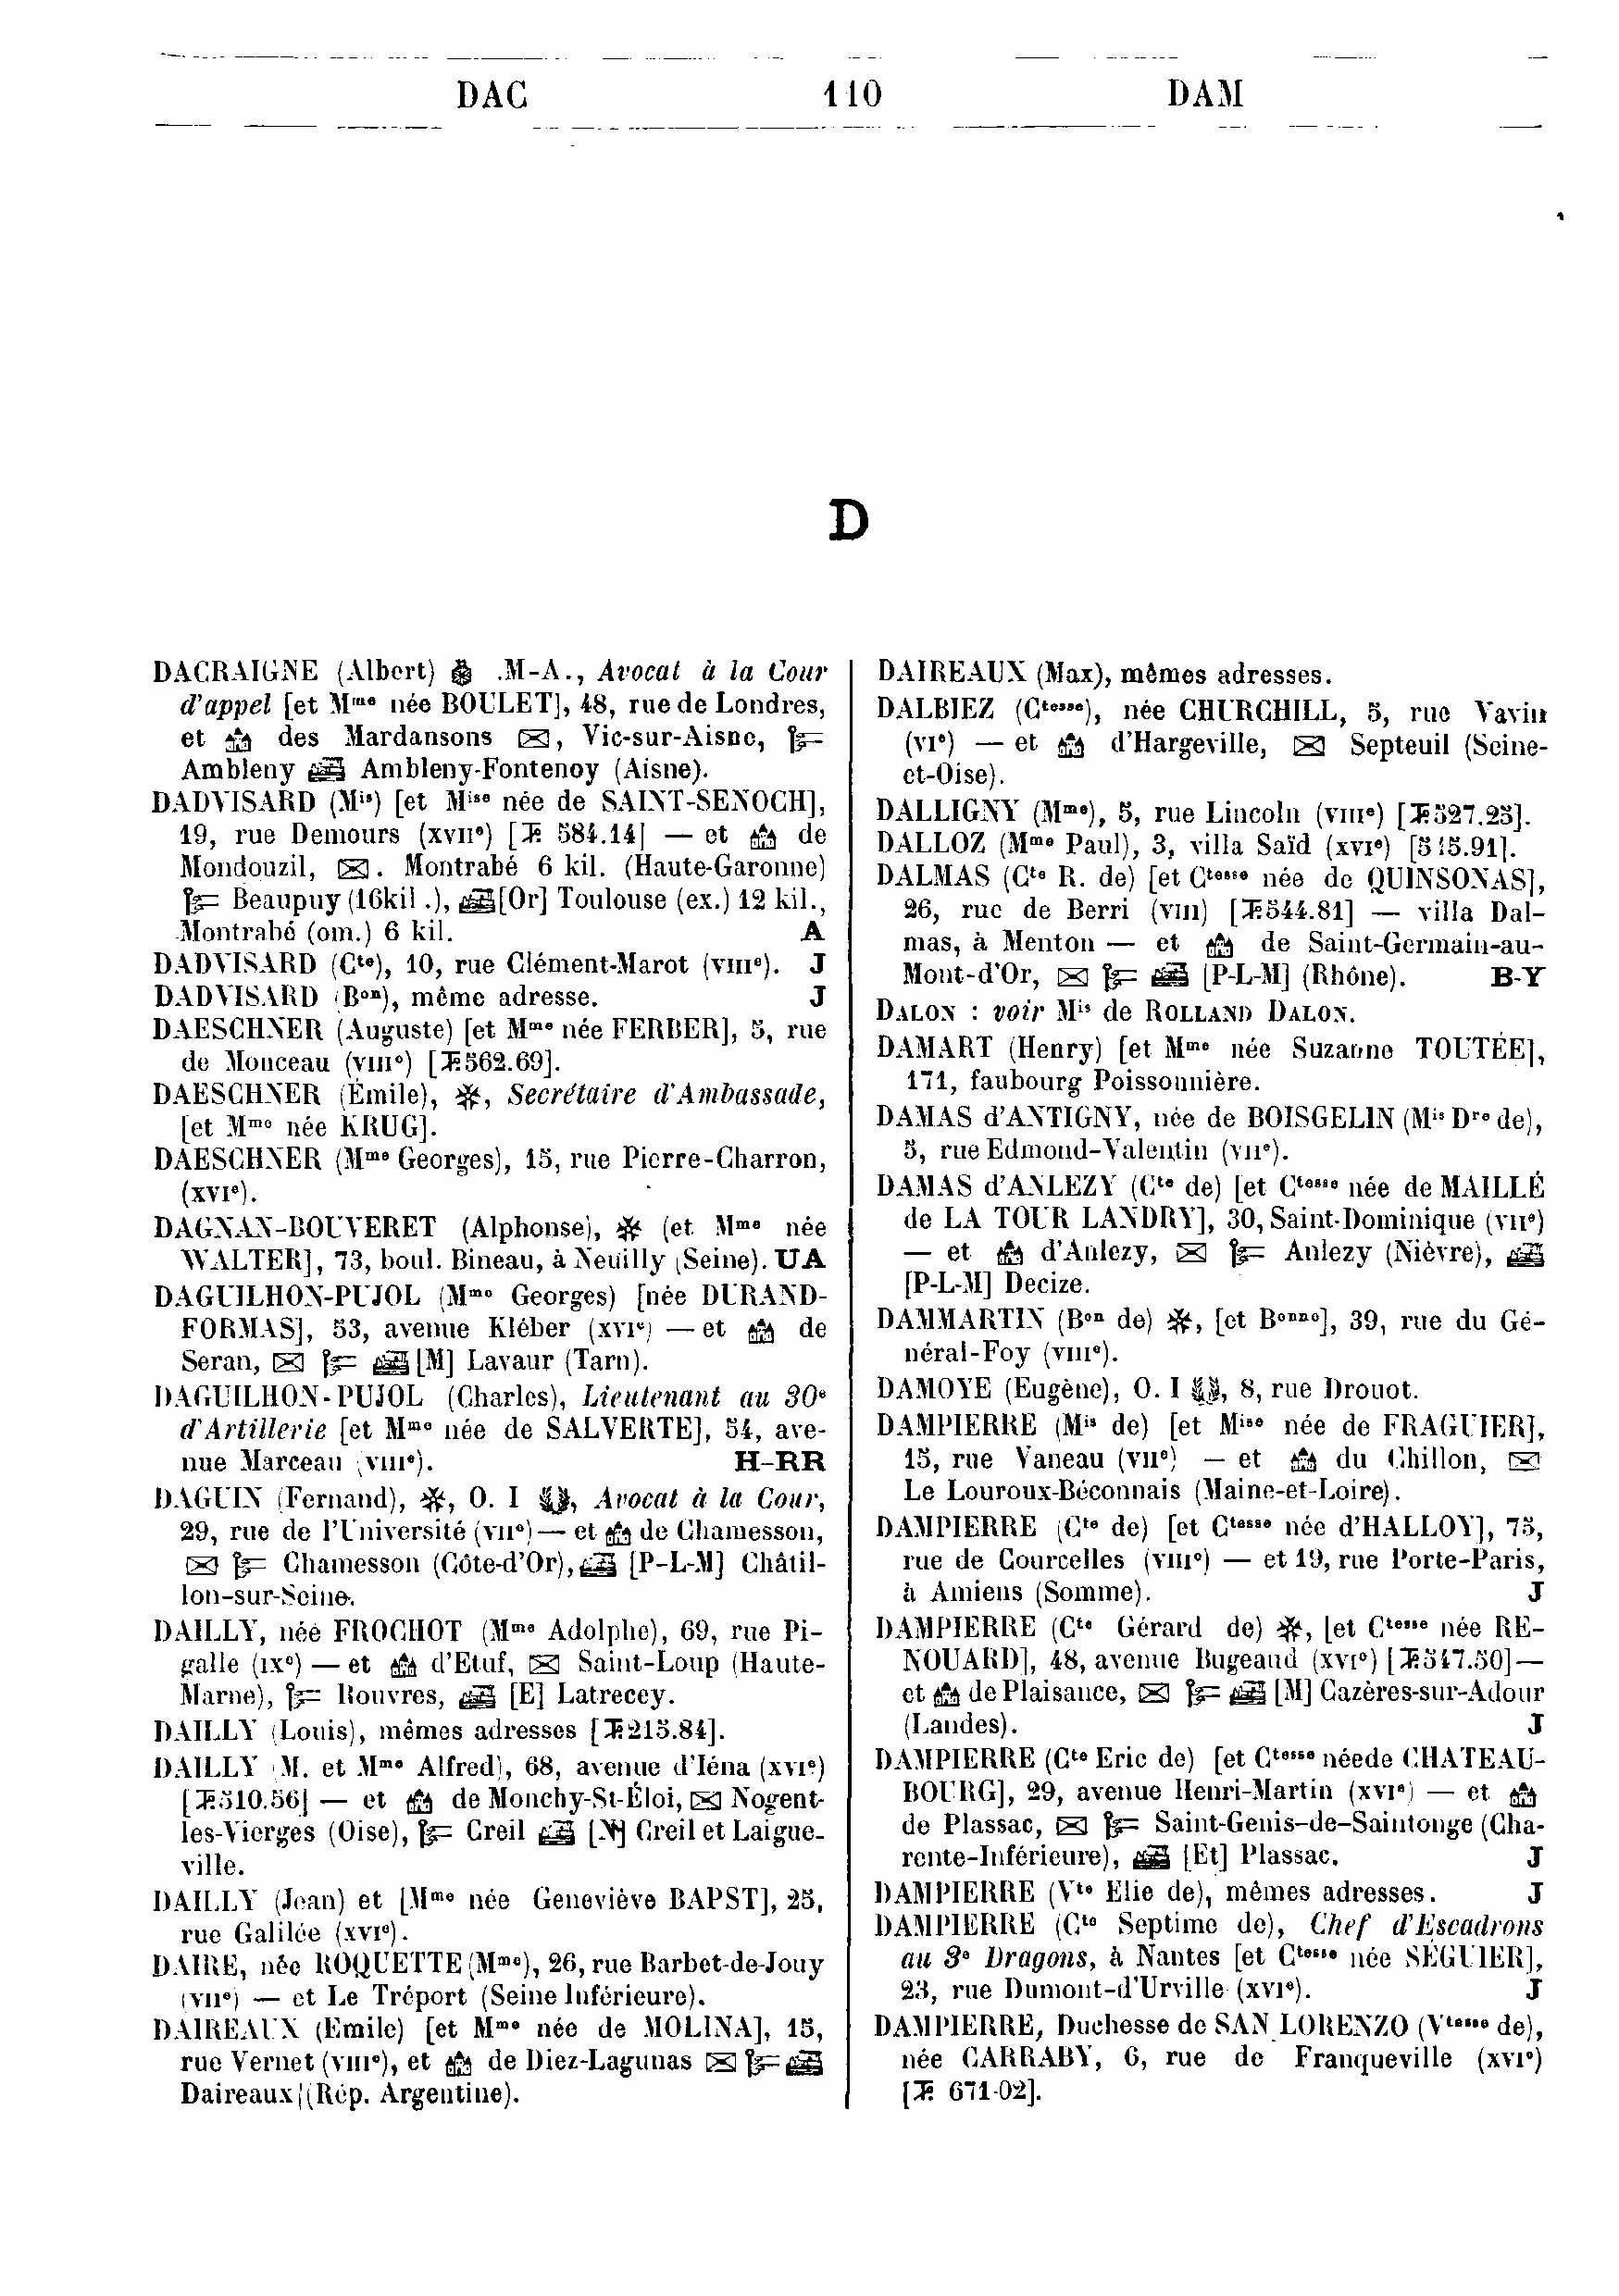 DAC 110 DAM
D
DACRAIGNE (Albert) .M-A., Avocat à la Cour
d'appel [et Mme née BOULET], 48, rue de Londres,
et des Mardansons , Vic-sur-Aisne,
Ambleny Ambleny-Fontenoy (Aisne).
DADVISARD (Mis) [et Mise née de SAINT-SENOCH],
19, rue Demours (XVIIe) [T. 584.14] — et de
Mondouzil, . Montrabé 6 kil. (Haute-Garonne)
Beaupuy (16kil.), [Or] Toulouse (ex.) 12 kil.,
Montrabé (om.) 6 kil. A
DADVISARD (Cte), 10, rue Clément-Marot (VIIIe). J
DADVISARD (Bon), même adresse. J
DAESCHNER (Auguste) [et Mme née FERBER], 5, rue
de Monceau (VIIIe) [T.562.69].
DAESCHNER (Émile), , Secrétaire d'Ambassade,
[et Mme née KRUG].
DAESCHNER (Mme Georges), 15, rue Pierre-Charron,
(XVIe).
DAGNAN-BOUVERET (Alphonse), (et Mme née
WALTER], 73, boul. Bineau, à Neuilly (Seine). UA
DAGUILHON-PUJOL (Mme Georges) [née DURAND-
FORMAS], 53, avenue Kléber (XVIe) — et de
Seran, [M] Lavaur (Tarn).
DAGUILHON-PUJOL (Charles), Lieutenant au 30e
d'Artillerie [et Mme née de SALVERTE], 54, ave-
nue Marceau (VIIIe). H-RR
DAGUIN (Fernand), , O. I , Avocat à la Cour,
29, rue de l'Université (VIIe) — et de Chamesson,
Chamesson (Côte-d'Or), [P-L-M] Châtil-
lon-sur-Seine.
DAILLY, née FROCHOT (Mme Adolphe), 69, rue Pi-
galle (IXe) — et d'Etuf, Saint-Loup (Haute-
Marne), Rouvres, [E] Latrecey.
DAILLY (Louis), mêmes adresses [T.215.84].
DAILLY (M. et Mme Alfred), 68, avenue d'Iéna (XVIe)
[T.510.56] — et de Monchy-St-Éloi, Nogent-
les-Vierges (Oise), Creil [N] Creil et Laigue-
ville.
DAILLY (Jean) et [Mme née Geneviève BAPST], 25,
rue Galilée (XVIe).
DAIRE, née ROQUETTE (Mme), 26, rue Barbet-de-Jouy
(VIIe) — et Le Tréport (Seine Inférieure).
DAIREAUX (Emile) [et Mme née de MOLINA], 15,
rue Vernet (VIIIe), et de Diez-Lagunas
Daireaux (Rép. Argentine).
DAIREAUX (Max), mêmes adresses.
DALBIEZ (Ctesse), née CHURCHILL, 5, rue Vavin
(VIe) — et d'Hargeville, Septeuil (Seine-
et-Oise).
DALLIGNY (Mme), 5, rue Lincoln (VIIIe) [T.527.25].
DALLOZ (Mme Paul), 3, villa Saïd (XVIe) [515.91].
DALMAS (Cte R. de) [et Ctesse née de QUINSONAS],
26, rue de Berri (VIII) [T.544.81] — villa Dal-
mas, à Menton — et de Saint-Germain-au-
Mont-d'Or, [P-L-M] (Rhône). B-Y
DALON : voir Mis de ROLLAND DALON.
DAMART (Henry) [et Mme née Suzanne TOUTÉE],
171, faubourg Poissonnière.
DAMAS d'ANTIGNY, née de BOISGELIN (Mis Dre de),
5, rue Edmond-Valentin (VIIe).
DAMAS d'ANLEZY (Cte de) [et Ctesse née de MAILLÉ
de LA TOUR LANDRY], 30, Saint-Dominique (VIIe)
— et d'Anlezy, Anlezy (Nièvre),
[P-L-M] Decize.
DAMMARTIN (Bon de) , [et Bonne], 39, rue du Gé-
néral-Foy (VIIIe).
DAMOYE (Eugène), O. I , 8, rue Drouot.
DAMPIERRE (Mis de) [et Mise née de FRAGUIER],
15, rue Vaneau (VIIe) — et du Chillon,
Le Louroux-Béconnais (Maine-et-Loire).
DAMPIERRE (Cte de) [et Ctesse née d'HALLOY], 75,
rue de Courcelles (VIIIe) — et 19, rue Porte-Paris,
à Amiens (Somme). J
DAMPIERRE (Cte Gérard de) , [et Ctesse née RE-
NOUARD], 48, avenue Bugeaud (XVIe) [T.547.50] —
et de Plaisance, [M] Cazères-sur-Adour
(Landes). J
DAMPIERRE (Cte Eric de) [et Ctesse née de CHATEAU-
BOURG], 29, avenue Henri-Martin (XVIe) — et
de Plassac, Saint-Genis-de-Saintonge (Cha-
rente-Inférieure), [Et] Plassac. J
DAMPIERRE (Vte Elie de), mêmes adresses. J
DAMPIERRE (Cte Septime de), Chef d'Escadrons
au 3e Dragons, à Nantes [et Ctesse née SÉGUIER],
23, rue Dumont-d'Urville (XVIe). J
DAMPIERRE, Duchesse de SAN LORENZO (Vtesse de),
née CARRABY, 6, rue de Franqueville (XVIe)
[T. 671-02].